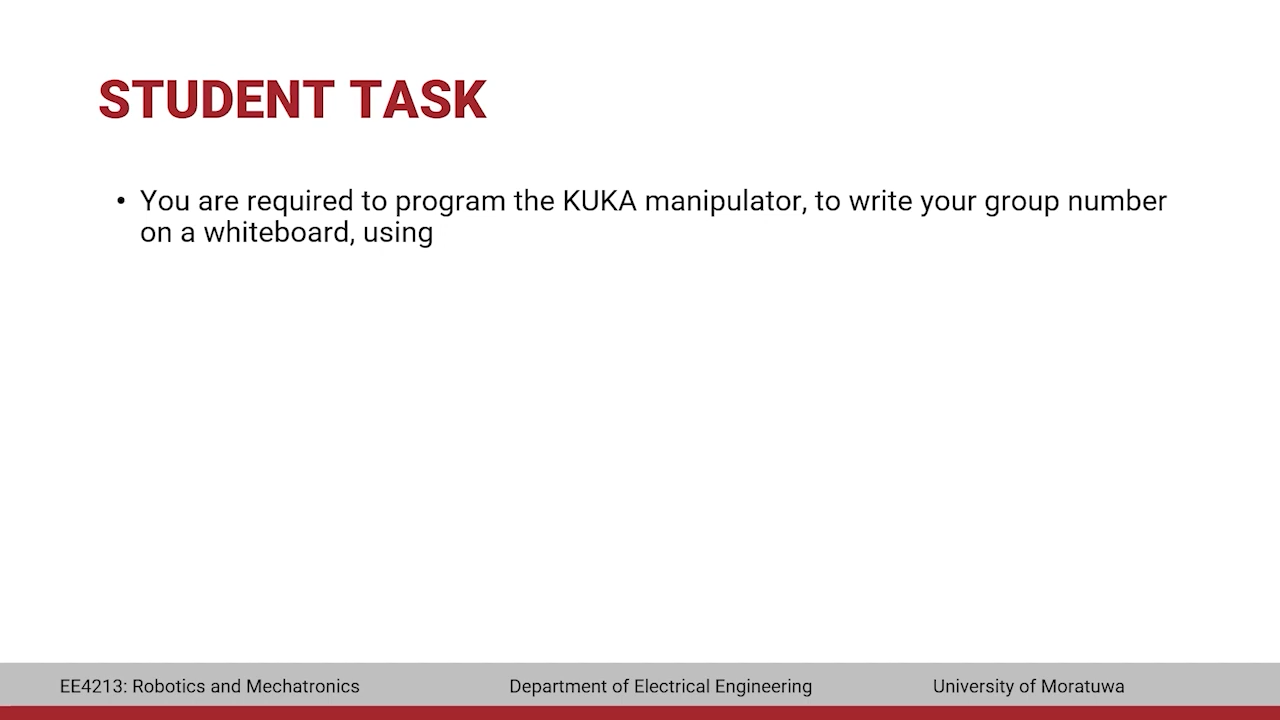 STUDENT TASK
• You are required to program the KUKA manipulator, to write your group number
on a whiteboard, using
EE4213: Robotics and Mechatronics
Department of Electrical Engineering
University of Moratuwa